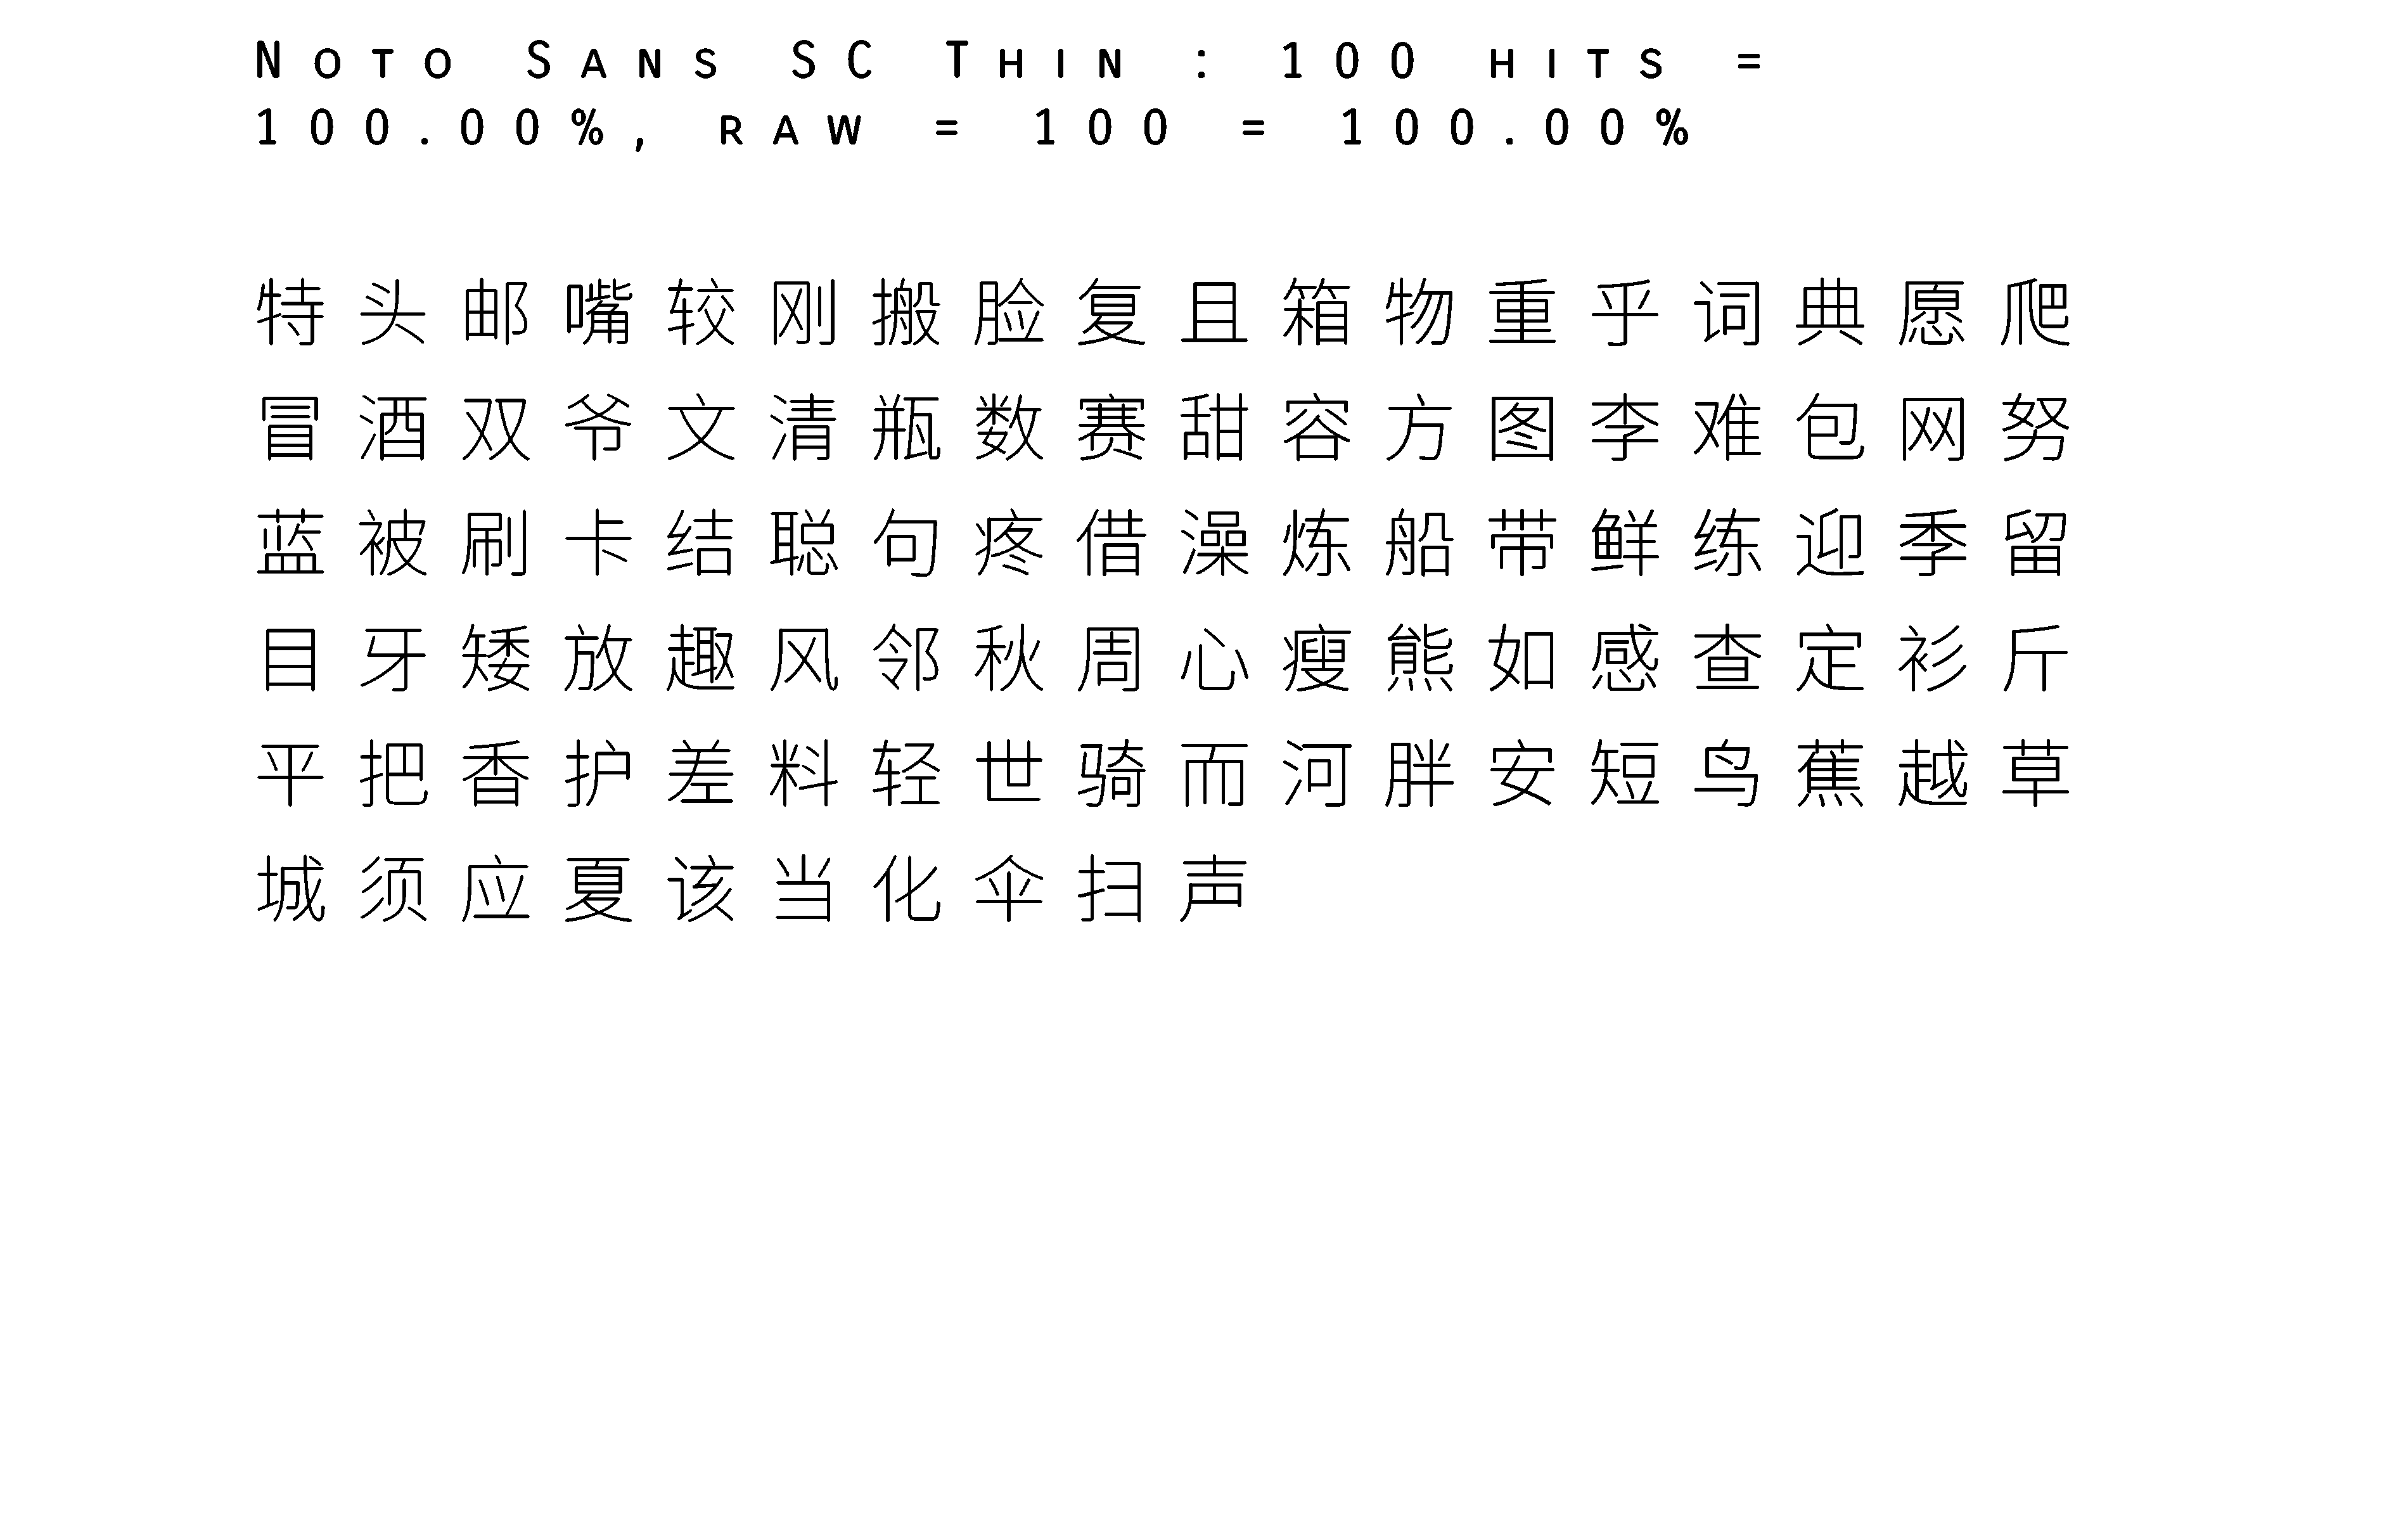 Noto Sans SC Thin : 100 hits =
100.00%, raw = 100 = 100.00%
特头邮嘴较刚搬脸复且箱物重乎词典愿爬
冒酒双爷文清瓶数赛甜容方图李难包网努
蓝被刷卡结聪句疼借澡炼船带鲜练迎季留
目牙矮放趣风邻秋周心瘦熊如感查定衫斤
平把香护差料轻世骑而河胖安短鸟蕉越草
城须应夏该当化伞扫声